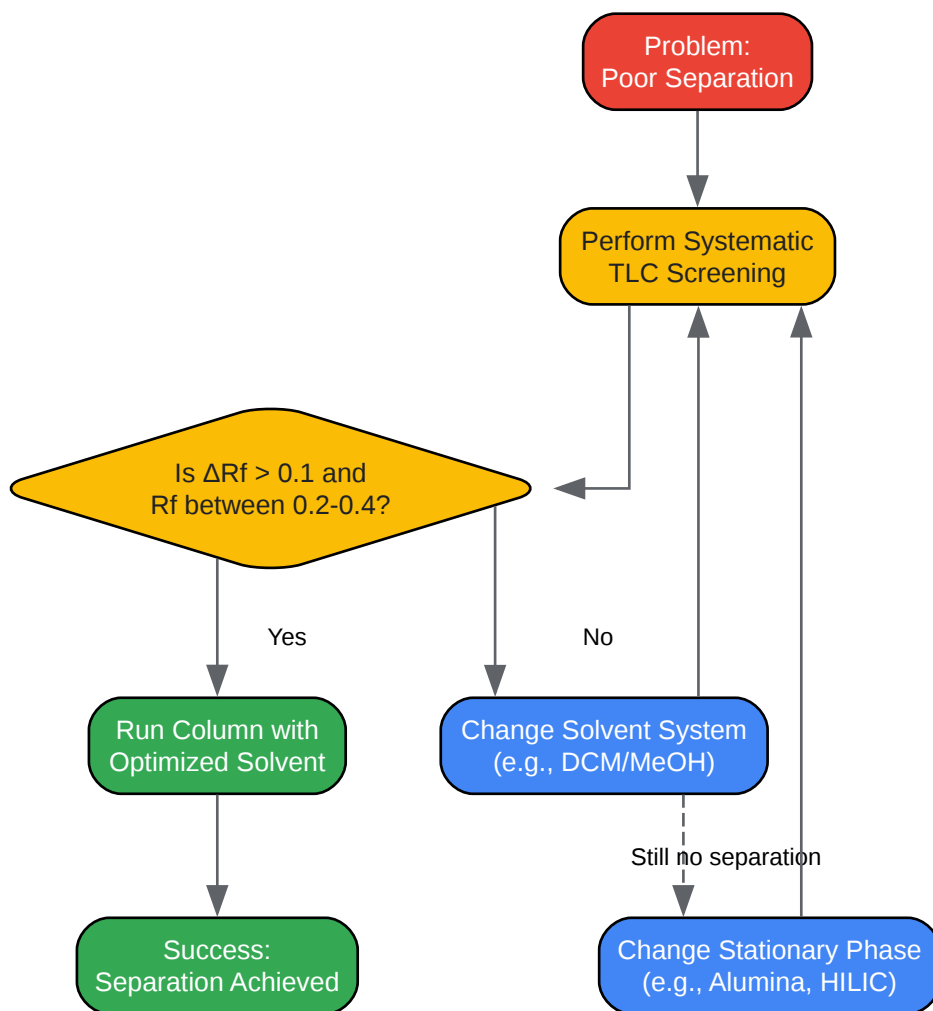 Problem:
Poor Separation
Perform Systematic
TLC Screening
Is ΔRf > 0.1 and
Rf between 0.2-0.4?
Yes
No
Run Column with
Optimized Solvent
Change Solvent System
(e.g., DCM/MeOH)
Still no separation
Success:
Separation Achieved
Change Stationary Phase
(e.g., Alumina, HILIC)